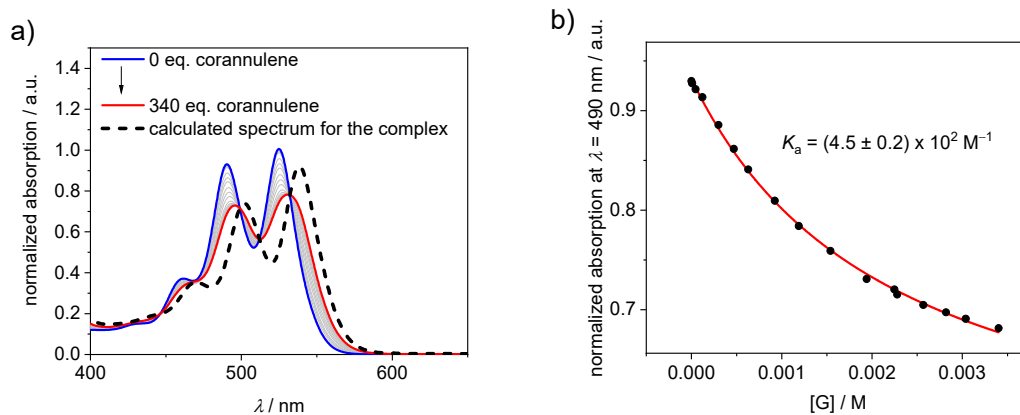 a)
1.4
1.2
1.0
0.8
0.6
0.4
0.2
0.0
normalized absorption / a.u.
0 eq. corannulene
340 eq. corannulene
calculated spectrum for the complex
400
500
600
λ / nm
b)
0.9
0.8
0.7
normalized absorption at λ = 490 nm / a.u.
Kₐ = (4.5 ± 0.2) x 10² M⁻¹
0.000
0.001
0.002
0.003
[G] / M